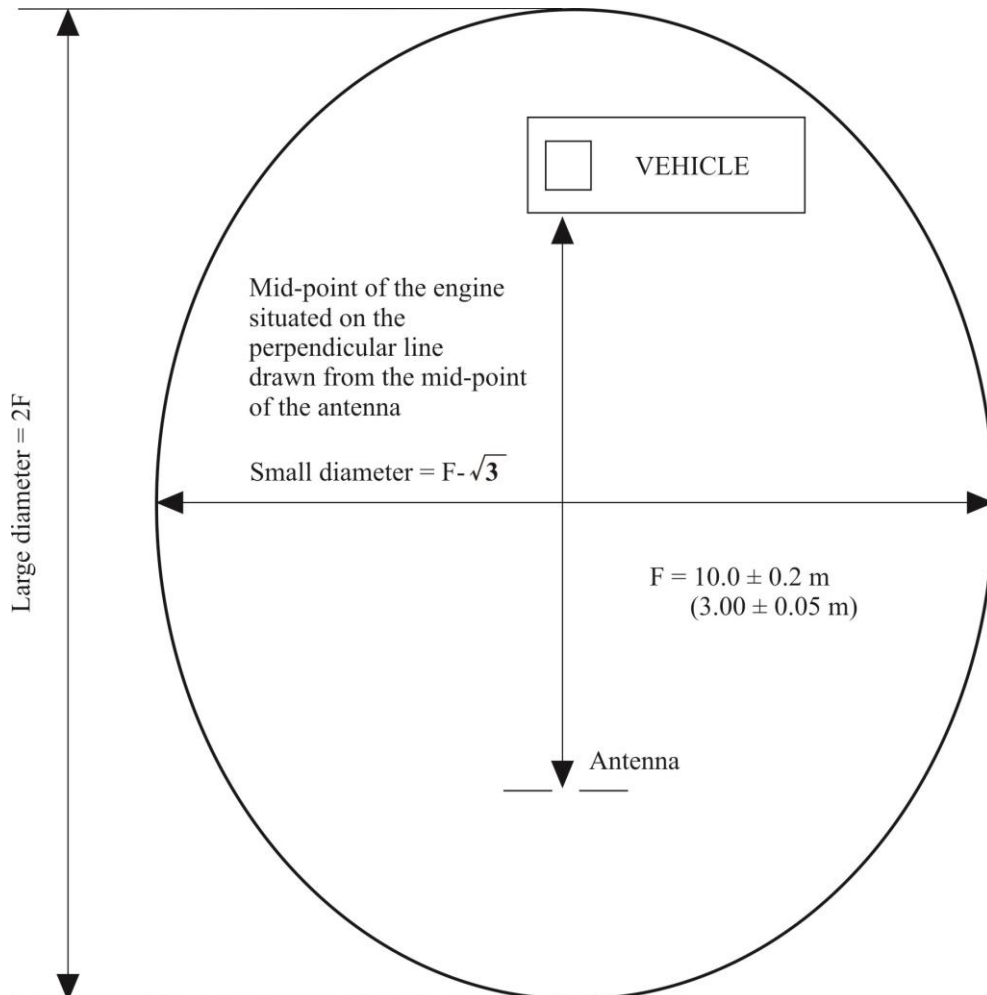 VEHICLE
Mid-point of the engine
situated on the
perpendicular line
drawn from the mid-point
of the antenna
Large diameter = 2F
Small diameter = F-√3
F = 10.0 ± 0.2 m
(3.00 ± 0.05 m)
Antenna